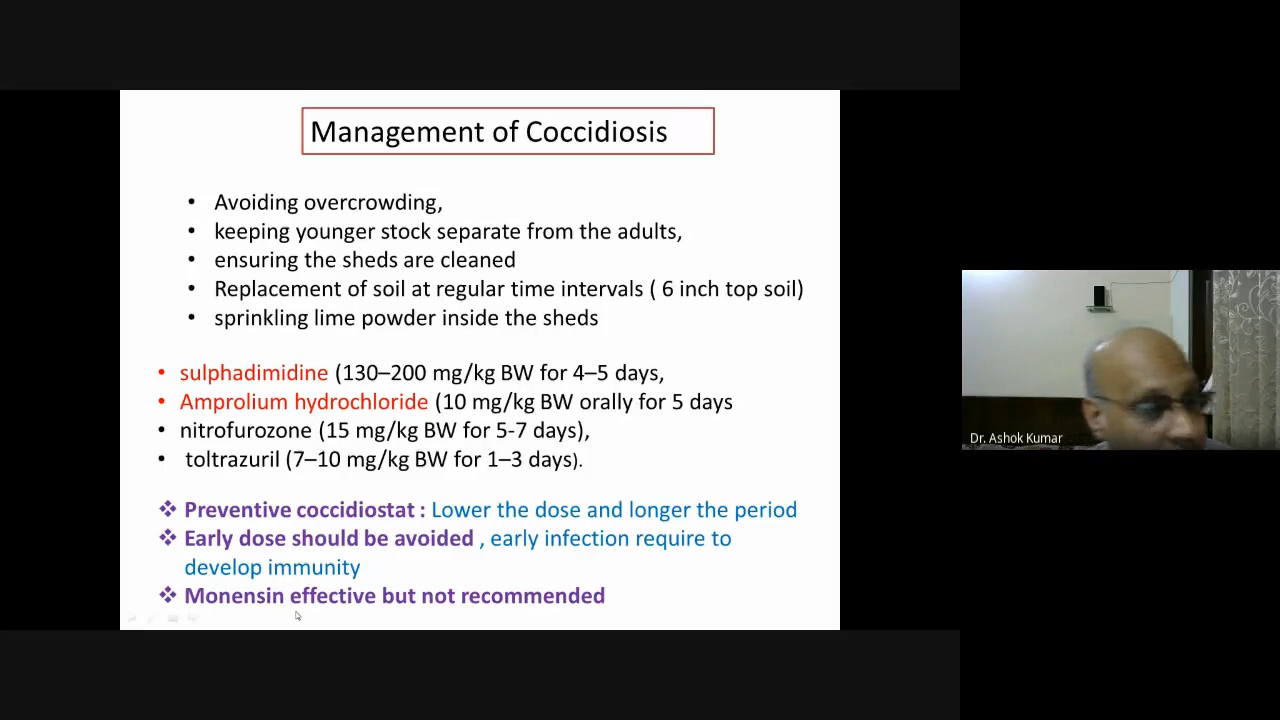 Management of Coccidiosis
• Avoiding overcrowding,
• keeping younger stock separate from the adults,
• ensuring the sheds are cleaned
• Replacement of soil at regular time intervals ( 6 inch top soil)
• sprinkling lime powder inside the sheds
• sulphadimidine (130–200 mg/kg BW for 4–5 days,
• Amprolium hydrochloride (10 mg/kg BW orally for 5 days
• nitrofurozone (15 mg/kg BW for 5-7 days),
• toltrazuril (7–10 mg/kg BW for 1–3 days).
❖ Preventive coccidiostat : Lower the dose and longer the period
❖ Early dose should be avoided , early infection require to
develop immunity
❖ Monensin effective but not recommended
Dr. Ashok Kumar